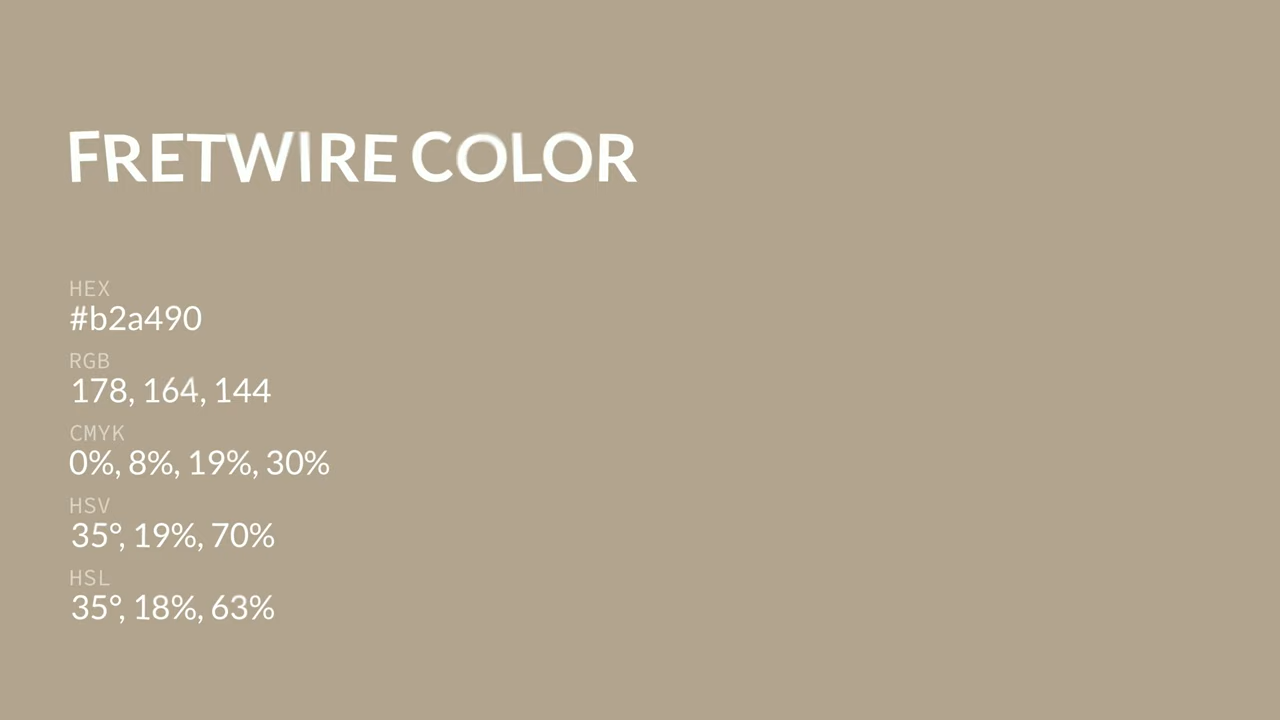 FRETWIRE COLOR
HEX
#b2a490
RGB
178, 164, 144
CMYK
0%, 8%, 19%, 30%
HSV
35°, 19%, 70%
HSL
35°, 18%, 63%